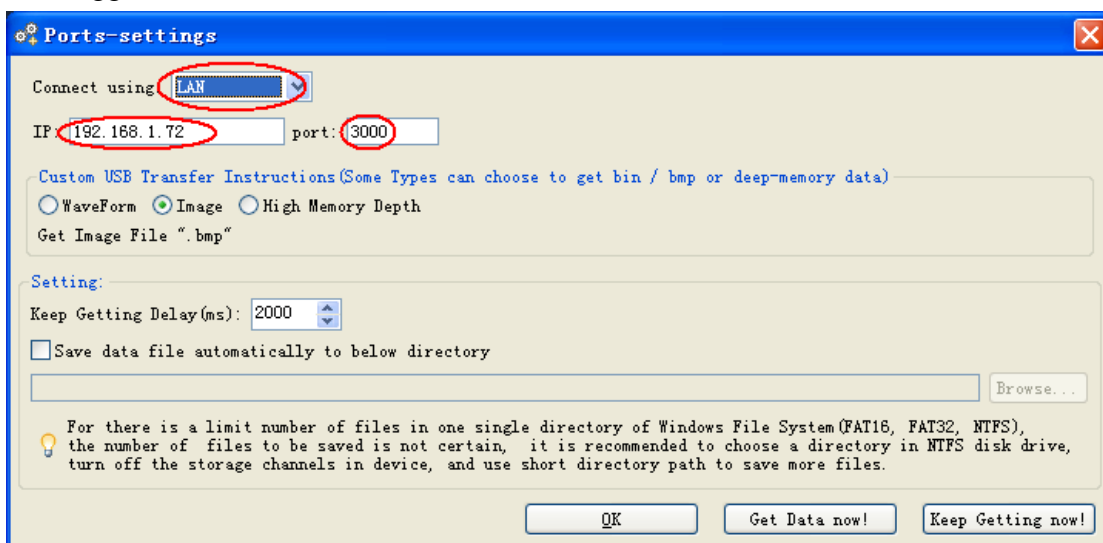 Ports-settings
Connect using LAN
IP: 192.168.1.72 port: 3000
Custom USB Transfer Instructions(Some Types can choose to get bin / bmp or deep-memory data)
WaveForm Image High Memory Depth
Get Image File ".bmp"
Setting:
Keep Getting Delay(ms): 2000
Save data file automatically to below directory
Browse...
For there is a limit number of files in one single directory of Windows File System(FAT16, FAT32, NTFS),
the number of files to be saved is not certain, it is recommended to choose a directory in NTFS disk drive,
turn off the storage channels in device, and use short directory path to save more files.
OK Get Data now! Keep Getting now!